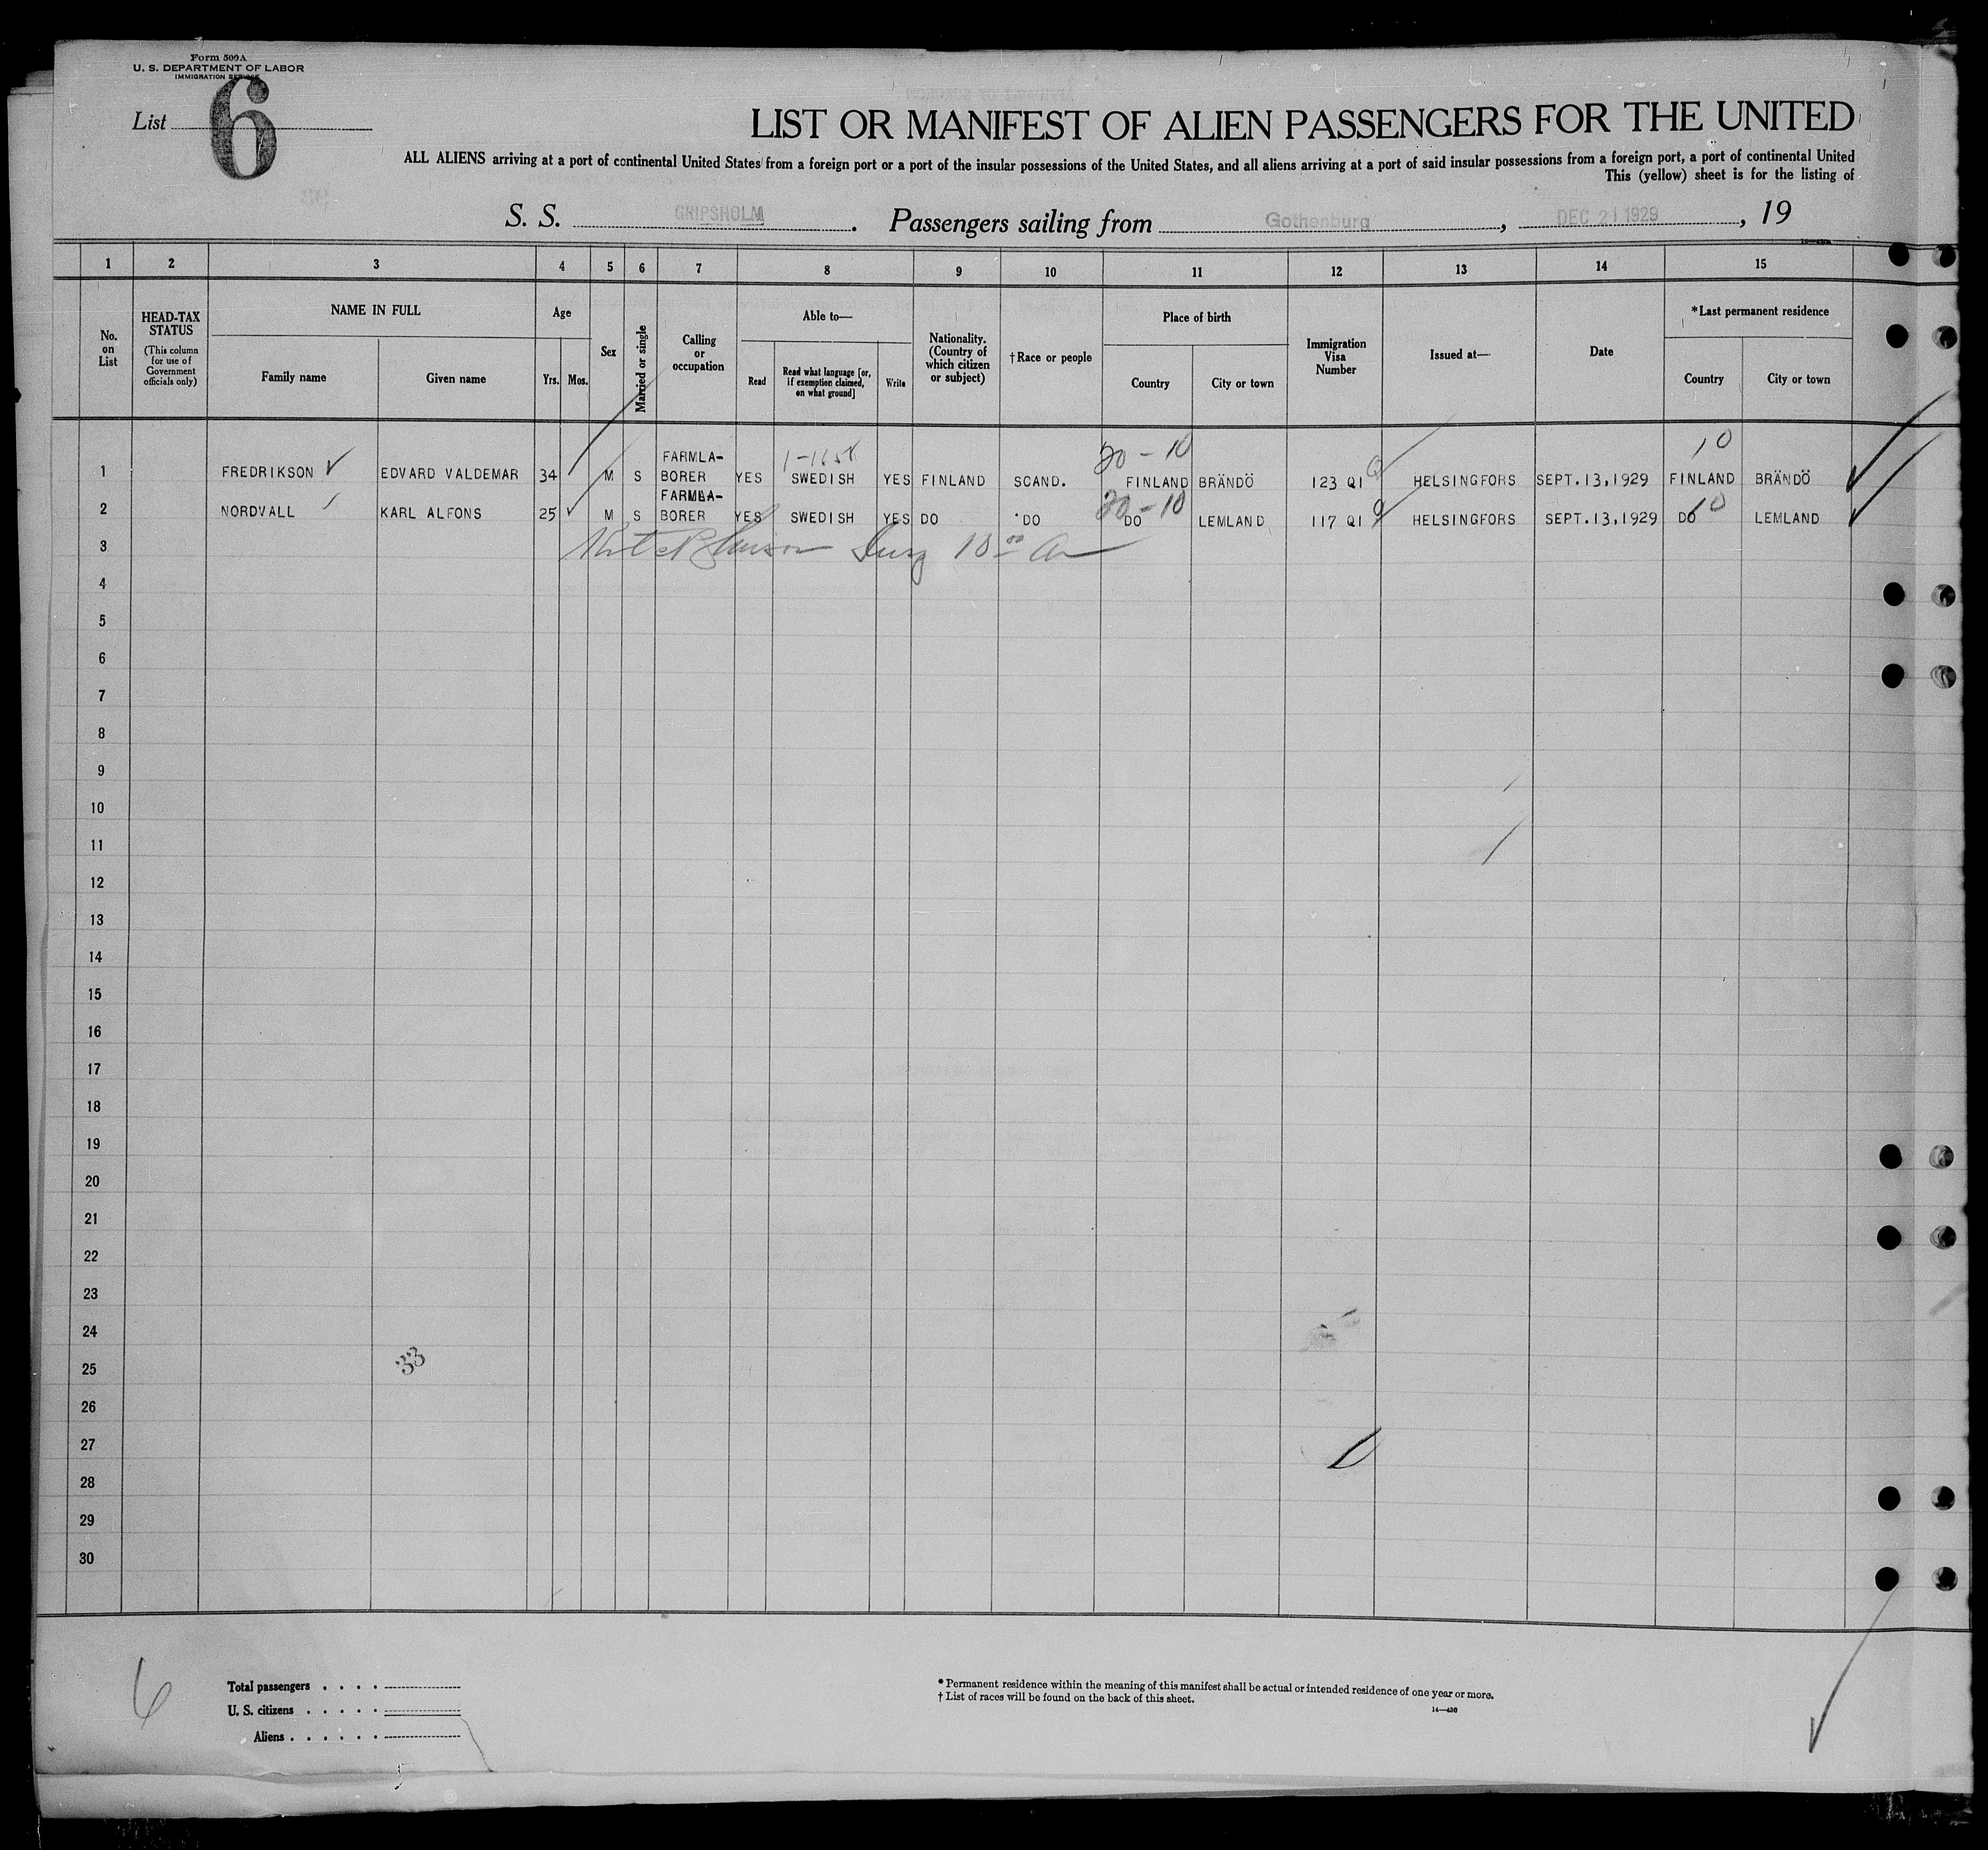 Form 500A
U. S. DEPARTMENT OF LABOR
IMMIGRATION SERVICE
List 6
LIST OR MANIFEST OF ALIEN PASSENGERS FOR THE UNITED
ALL ALIENS arriving at a port of continental United States from a foreign port or a port of the insular possessions of the United States, and all aliens arriving at a port of said insular possessions from a foreign port, a port of continental United
This (yellow) sheet is for the listing of
S. S. GRIPSHOLM. Passengers sailing from Gothenburg, DEC 21 1929, 19
1 2 3 4 5 6 7 8 9 10 11 12 13 14 15
No. on List
HEAD-TAX STATUS
(This column for use of Government officials only)
NAME IN FULL
Family name
Given name
Age
Yrs. Mos.
Sex
Married or single
Calling or occupation
Able to—
Read
Read what language [or, if exemption claimed, on what ground]
Write
Nationality. (Country of which citizen or subject)
†Race or people
Place of birth
Country
City or town
Immigration Visa Number
Issued at—
Date
*Last permanent residence
Country
City or town
20 - 10
10
1 FREDRIKSON EDVARD VALDEMAR 34 M S FARMLA-BORER YES SWEDISH YES FINLAND SCAND. FINLAND BRÄNDÖ 123 QI HELSINGFORS SEPT.13,1929 FINLAND BRÄNDÖ
20 - 10
10
2 NORDVALL KARL ALFONS 25 M S FARMLA-BORER YES SWEDISH YES DO DO DO LEMLAND 117 QI HELSINGFORS SEPT.13,1929 DO LEMLAND
3
4
5
6
7
8
9
10
11
12
13
14
15
16
17
18
19
20
21
22
23
24
33
25
26
27
28
29
30
6
Total passengers . . . .
U. S. citizens . . . . .
Aliens . . . . . .
* Permanent residence within the meaning of this manifest shall be actual or intended residence of one year or more.
† List of races will be found on the back of this sheet.
14—430